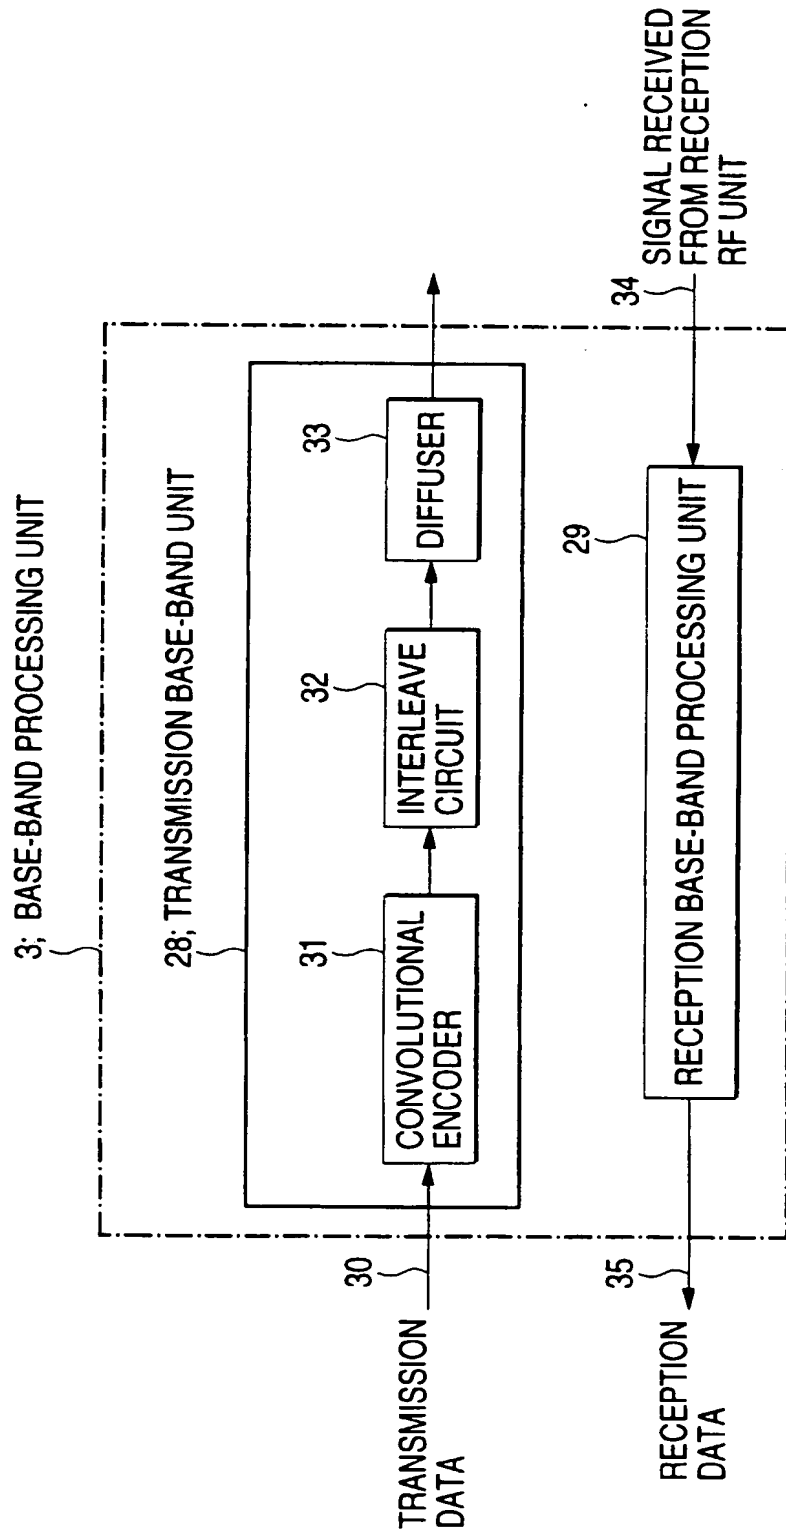 3; BASE-BAND PROCESSING UNIT
28; TRANSMISSION BASE-BAND UNIT
TRANSMISSION
DATA
30
31
CONVOLUTIONAL
ENCODER
32
INTERLEAVE
CIRCUIT
33
DIFFUSER
RECEPTION
DATA
35
29
RECEPTION BASE-BAND PROCESSING UNIT
34
SIGNAL RECEIVED
FROM RECEPTION
RF UNIT